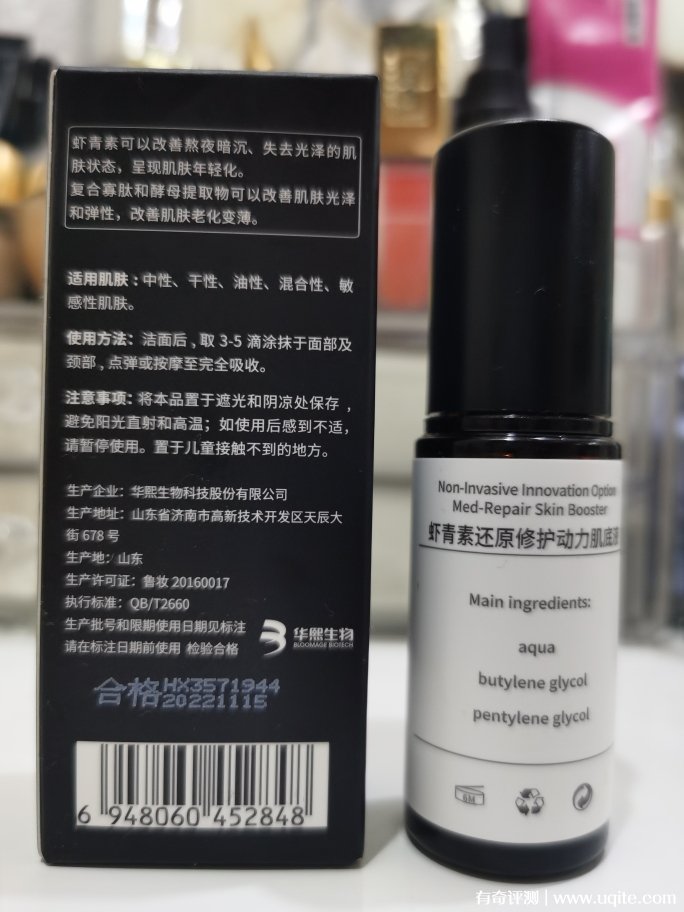 虾青素可以改善熬夜暗沉、失去光泽的肌
肤状态，呈现肌肤年轻化。
复合寡肽和酵母提取物可以改善肌肤光泽
和弹性，改善肌肤老化变薄。
适用肌肤：中性、干性、油性、混合性、敏
感性肌肤。
使用方法：洁面后，取 3-5 滴涂抹于面部及
颈部，点弹或按摩至完全吸收。
注意事项：将本品置于遮光和阴凉处保存，
避免阳光直射和高温；如使用后感到不适，
请暂停使用。置于儿童接触不到的地方。
生产企业：华熙生物科技股份有限公司
生产地址：山东省济南市高新技术开发区天辰大
街 678 号
生产地：山东
生产许可证：鲁妆 20160017
执行标准：QB/T2660
生产批号和限期使用日期见标注
请在标注日期前使用 检验合格
华熙生物
BLOOMAGE BIOTECH
合格 HX3571944
20221115
6 948060 452848
Non-Invasive Innovation Option
Med-Repair Skin Booster
虾青素还原修护动力肌底液
Main ingredients:
aqua
butylene glycol
pentylene glycol
6M
有奇评测 | www.uqite.com